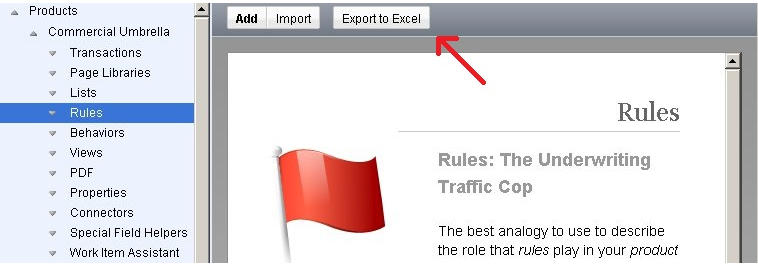 Products
Commercial Umbrella
Transactions
Page Libraries
Lists
Rules
Behaviors
Views
PDF
Properties
Connectors
Special Field Helpers
Work Item Assistant
Add Import Export to Excel
Rules
Rules: The Underwriting
Traffic Cop
The best analogy to use to describe
the role that rules play in your product